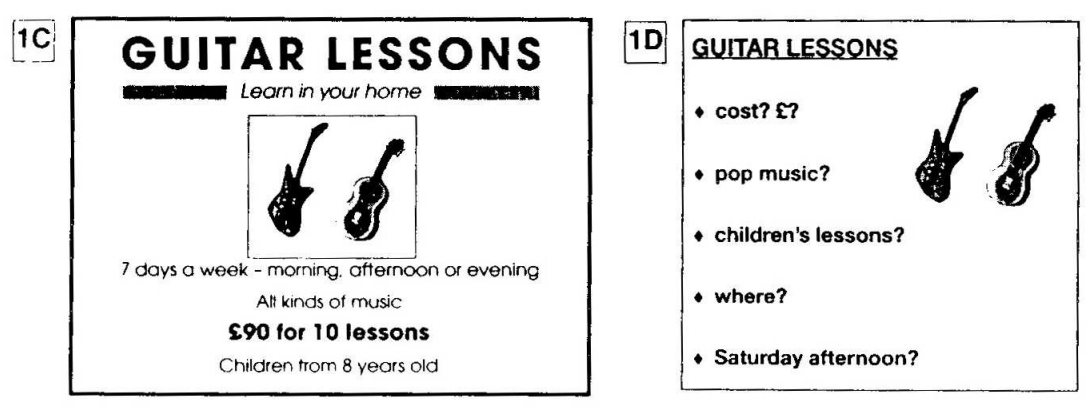 1C
GUITAR LESSONS
Learn in your home
7 days a week - morning, afternoon or evening
All kinds of music
£90 for 10 lessons
Children from 8 years old
1D
GUITAR LESSONS
♦ cost? £?
♦ pop music?
♦ children's lessons?
♦ where?
♦ Saturday afternoon?